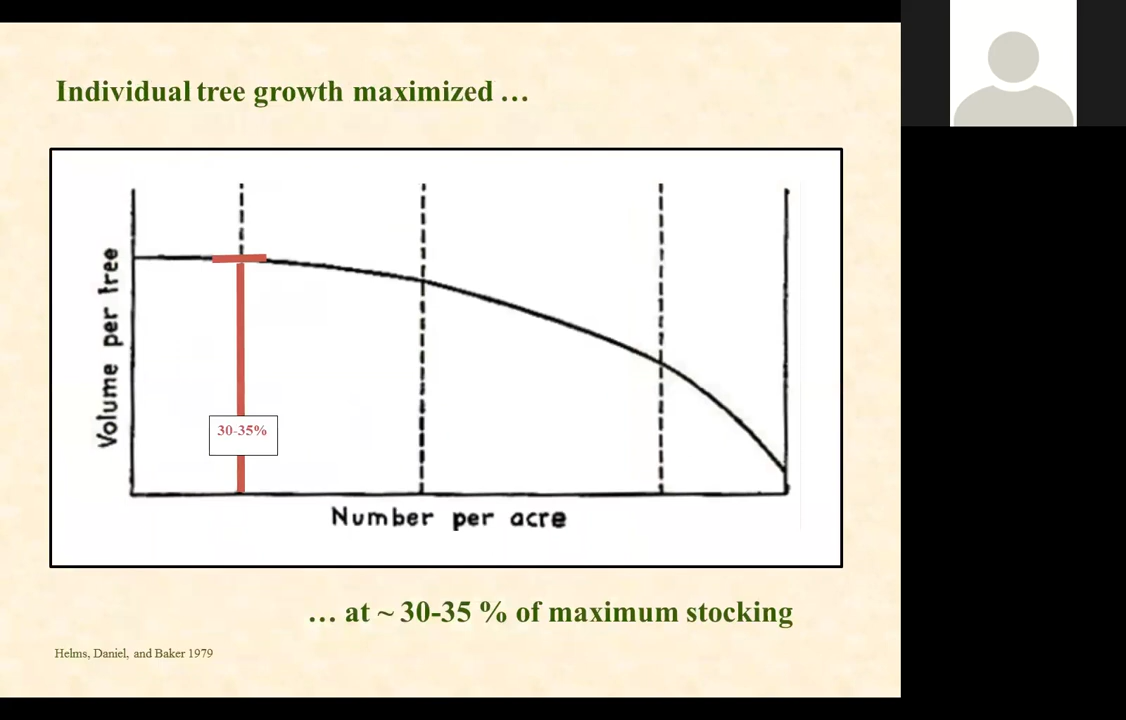 Individual tree growth maximized …
Volume per tree
30-35%
Number per acre
… at ~ 30-35 % of maximum stocking
Helms, Daniel, and Baker 1979